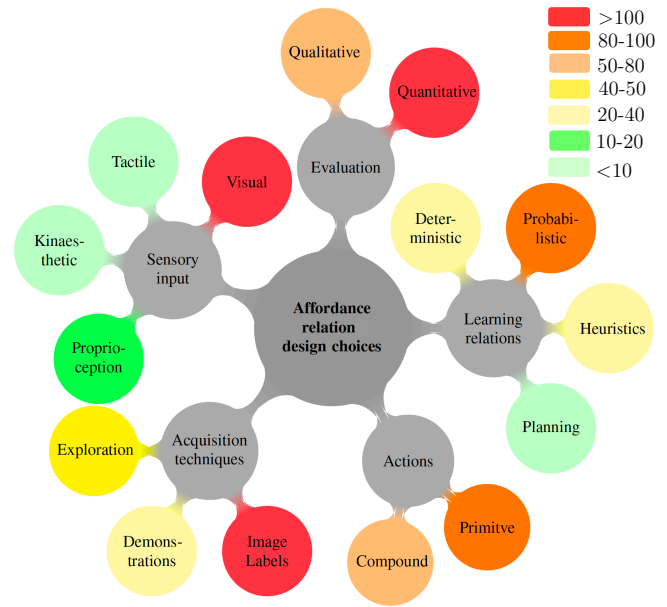 Qualitative
Quantitative
Evaluation
>100
80-100
50-80
40-50
20-40
10-20
<10
Tactile
Visual
Kinaes-
thetic
Sensory
input
Proprio-
ception
Deter-
ministic
Probabi-
listic
Learning
relations
Heuristics
Planning
Affordance
relation
design choices
Exploration
Acquisition
techniques
Demons-
trations
Image
Labels
Actions
Primitve
Compound